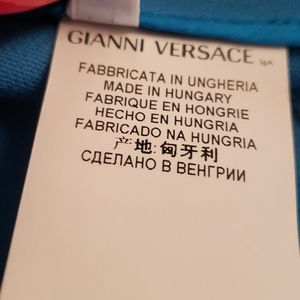 GIANNI VERSACE SpA
FABBRICATA IN UNGHERIA
MADE IN HUNGARY
FABRIQUE EN HONGRIE
HECHO EN HUNGRIA
FABRICADO NA HUNGRIA
产地:匈牙利
СДЕЛАНО В ВЕНГРИИ